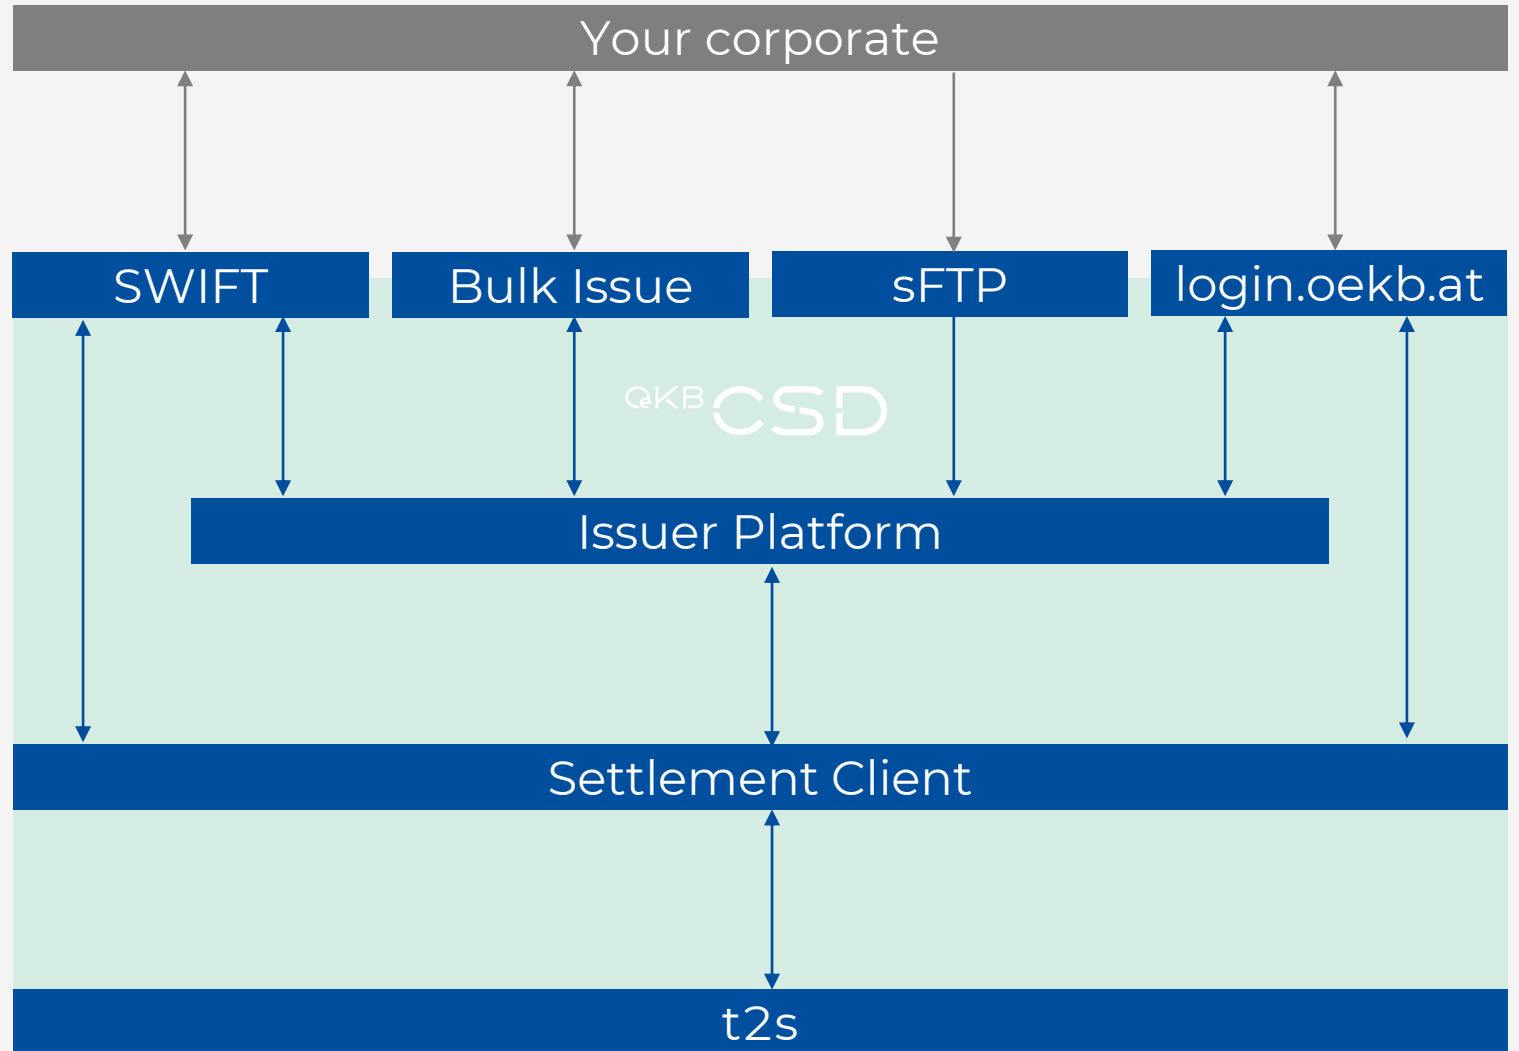 Your corporate
SWIFT
Bulk Issue
sFTP
login.oekb.at
OeKB CSD
Issuer Platform
Settlement Client
t2s